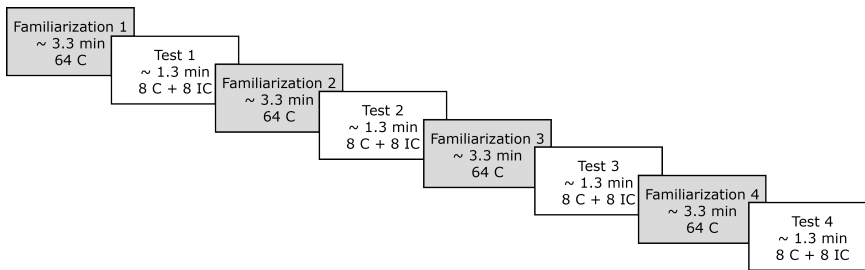 Familiarization 1
~ 3.3 min
64 C
Test 1
~ 1.3 min
8 C + 8 IC
Familiarization 2
~ 3.3 min
64 C
Test 2
~ 1.3 min
8 C + 8 IC
Familiarization 3
~ 3.3 min
64 C
Test 3
~ 1.3 min
8 C + 8 IC
Familiarization 4
~ 3.3 min
64 C
Test 4
~ 1.3 min
8 C + 8 IC